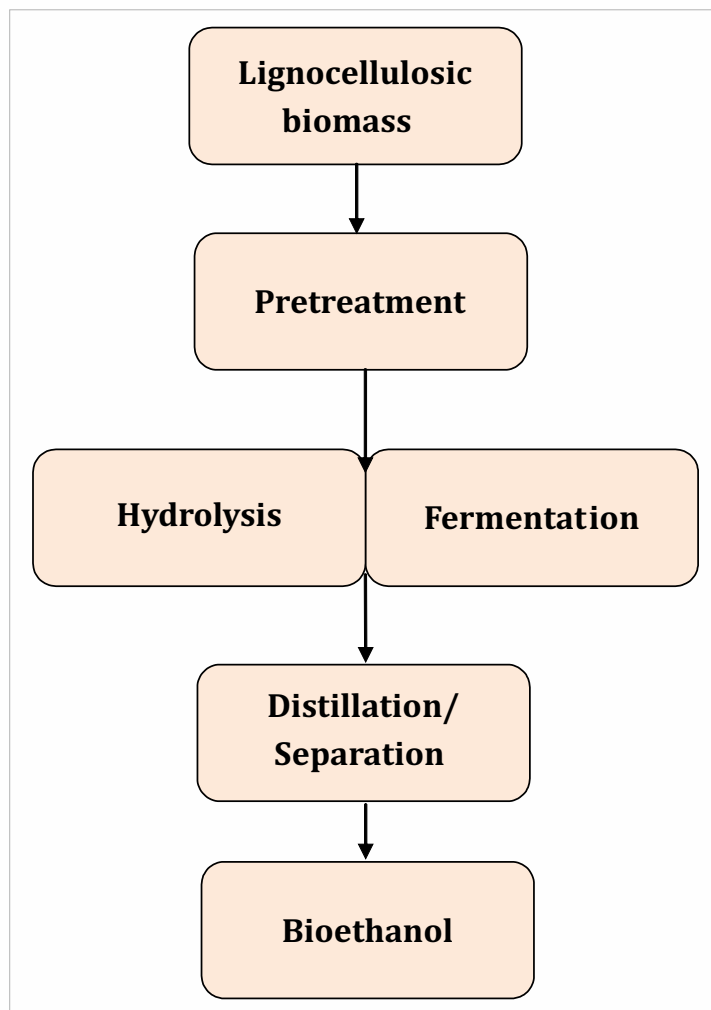 Lignocellulosic
biomass
Pretreatment
Hydrolysis
Fermentation
Distillation/
Separation
Bioethanol